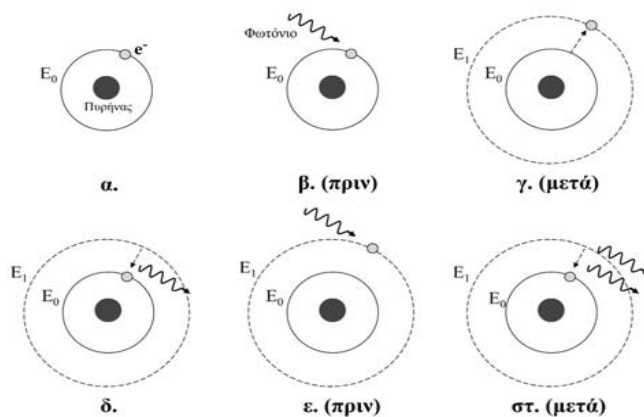 e⁻
E₀
Πυρήνας
α.
Φωτόνιο
E₀
β. (πριν)
E₁
E₀
γ. (μετά)
E₁
E₀
δ.
E₁
E₀
ε. (πριν)
E₁
E₀
στ. (μετά)